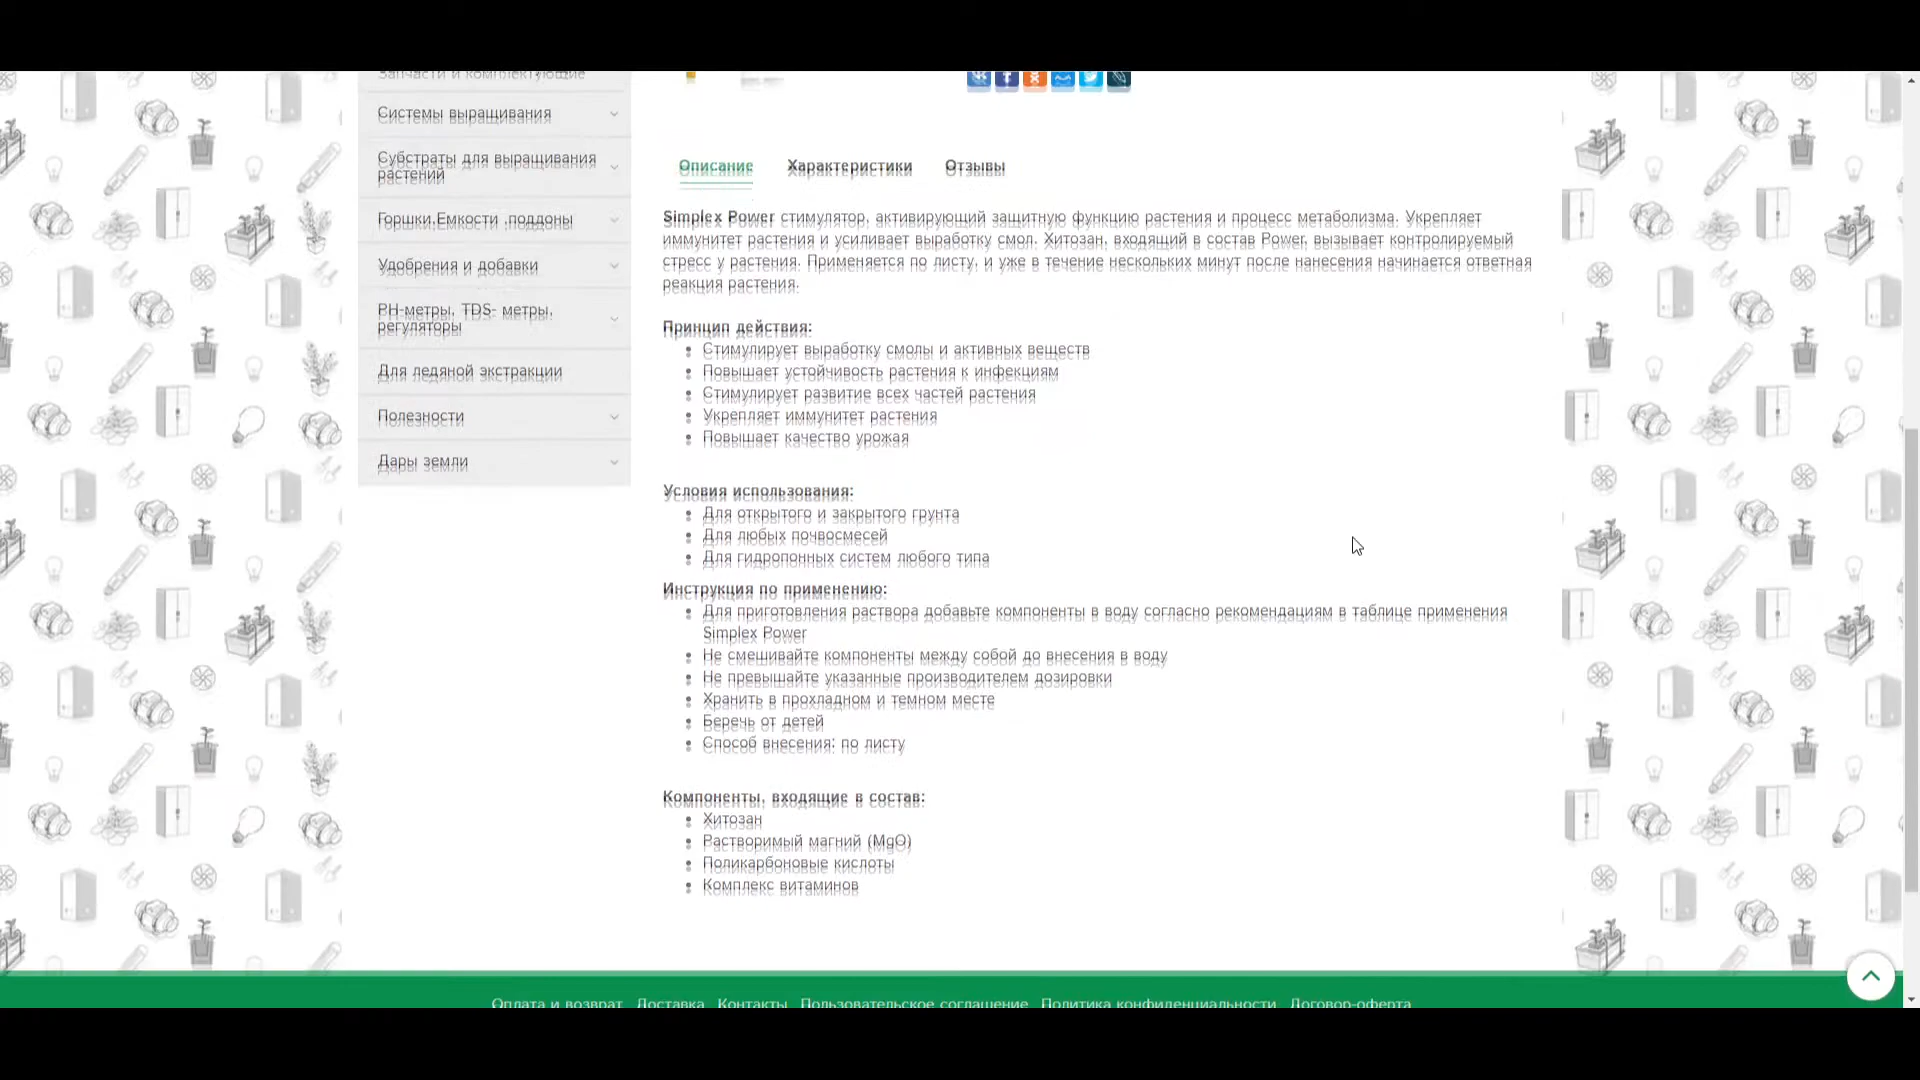 Запчасти и комплектующие
Системы выращивания
Субстраты для выращивания
растений
Горшки,Емкости ,поддоны
Удобрения и добавки
PH-метры, TDS- метры,
регуляторы
Для ледяной экстракции
Полезности
Дары земли
Описание Характеристики Отзывы
Simplex Power стимулятор, активирующий защитную функцию растения и процесс метаболизма. Укрепляет
иммунитет растения и усиливает выработку смол. Хитозан, входящий в состав Power, вызывает контролируемый
стресс у растения. Применяется по листу, и уже в течение нескольких минут после нанесения начинается ответная
реакция растения.
Принцип действия:
Стимулирует выработку смолы и активных веществ
Повышает устойчивость растения к инфекциям
Стимулирует развитие всех частей растения
Укрепляет иммунитет растения
Повышает качество урожая
Условия использования:
Для открытого и закрытого грунта
Для любых почвосмесей
Для гидропонных систем любого типа
Инструкция по применению:
Для приготовления раствора добавьте компоненты в воду согласно рекомендациям в таблице применения
Simplex Power
Не смешивайте компоненты между собой до внесения в воду
Не превышайте указанные производителем дозировки
Хранить в прохладном и темном месте
Беречь от детей
Способ внесения: по листу
Компоненты, входящие в состав:
Хитозан
Растворимый магний (MgO)
Поликарбоновые кислоты
Комплекс витаминов
Оплата и возврат Доставка Контакты Пользовательское соглашение Политика конфиденциальности Договор-оферта